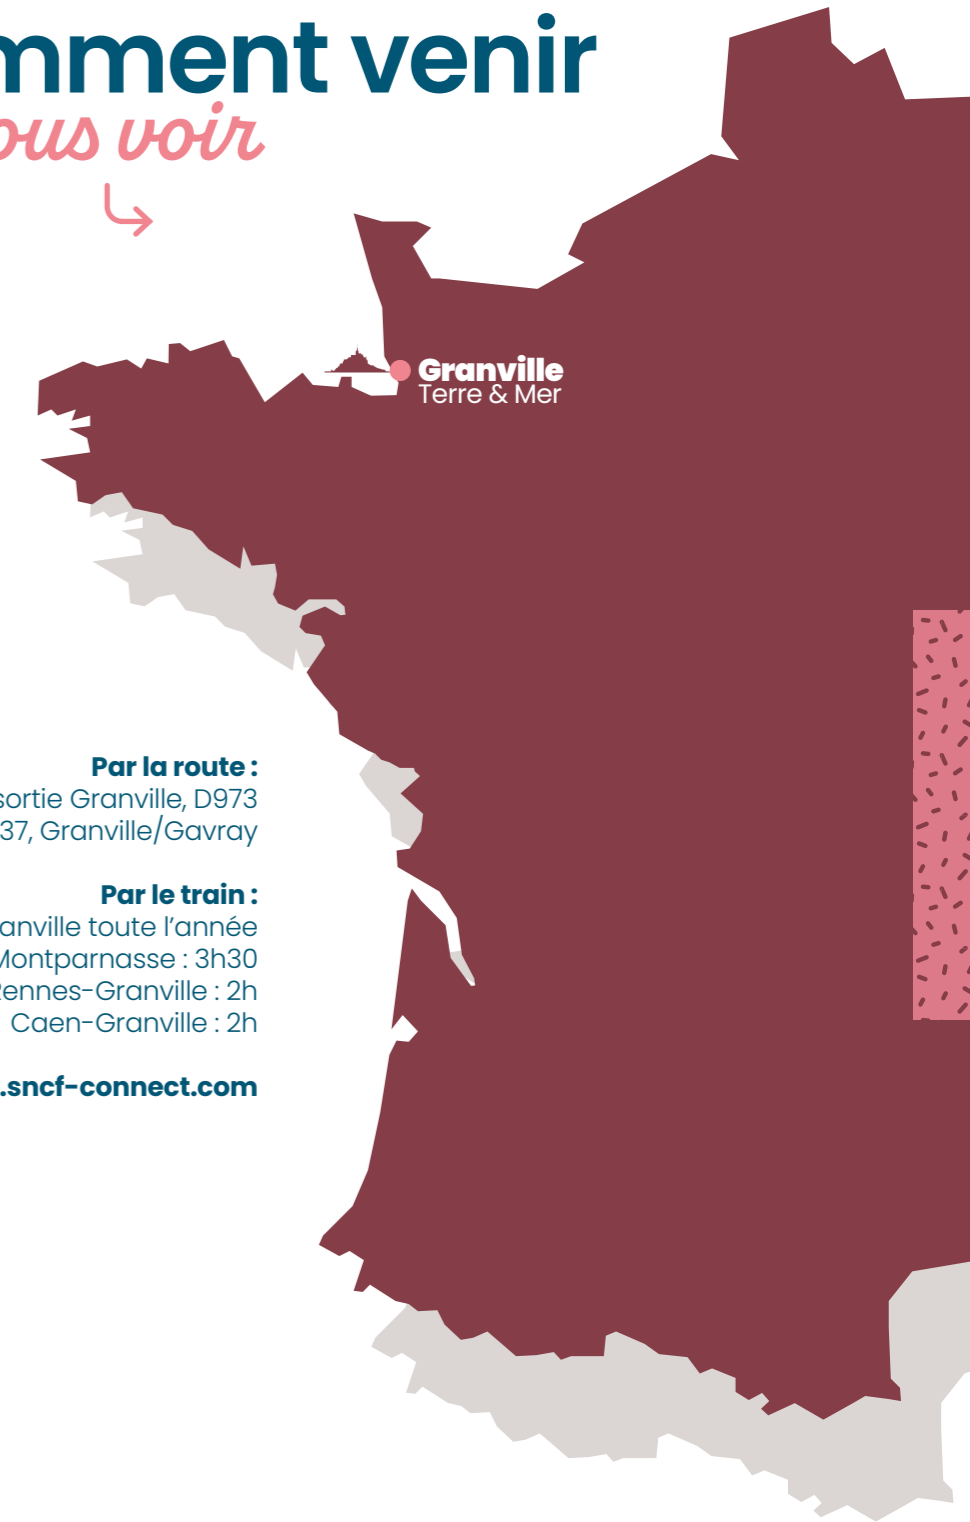 mment venir
ous voir
Granville
Terre & Mer
Par la route :
sortie Granville, D973
37, Granville/Gavray
Par le train :
anville toute l’année
Montparnasse : 3h30
Rennes-Granville : 2h
Caen-Granville : 2h
.sncf-connect.com